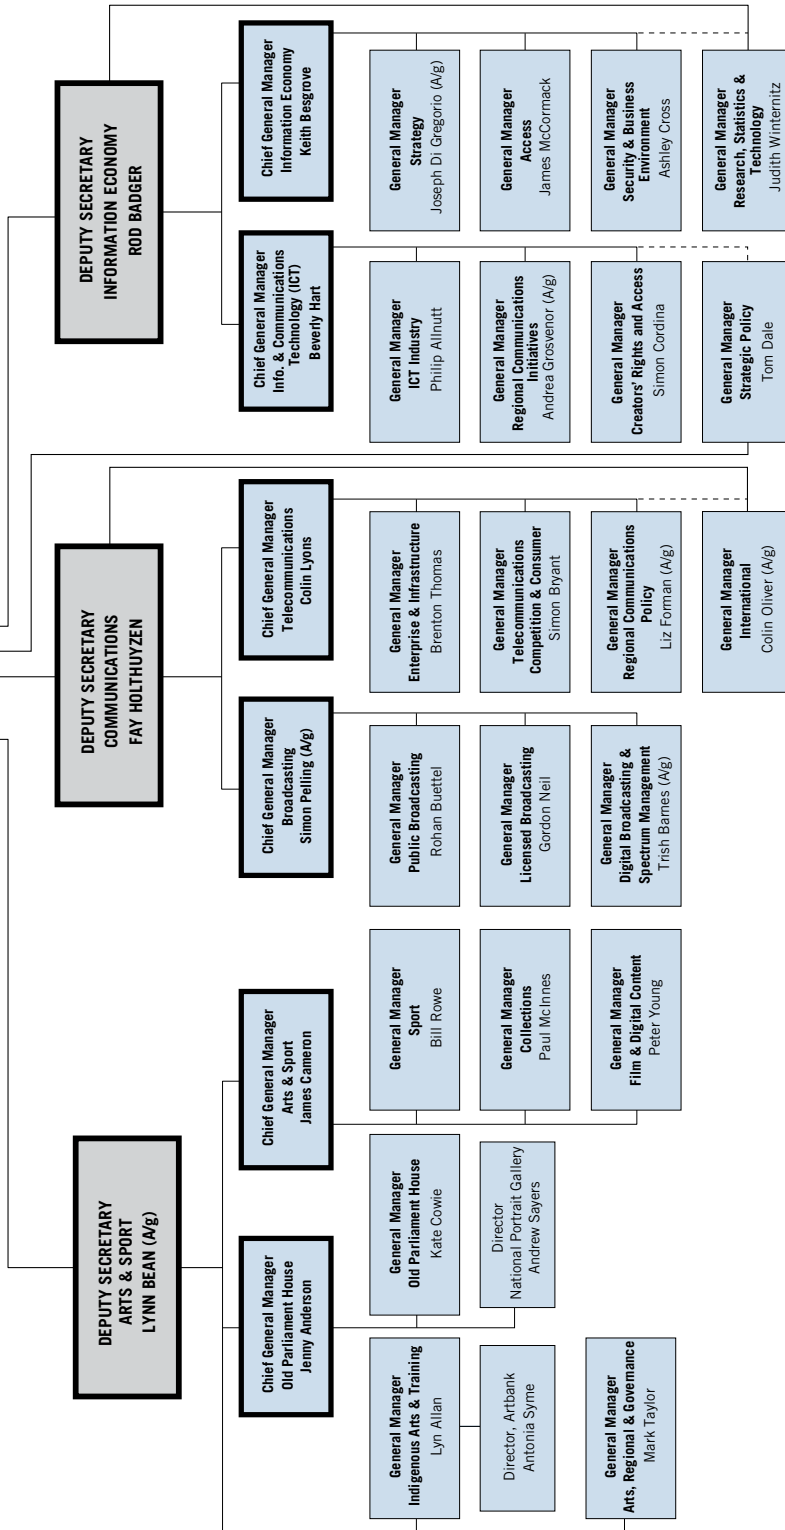 DEPUTY SECRETARY
ARTS & SPORT
LYNN BEAN (A/g)
DEPUTY SECRETARY
COMMUNICATIONS
FAY HOLTHUYZEN
DEPUTY SECRETARY
INFORMATION ECONOMY
ROD BADGER
Chief General Manager
Old Parliament House
Jenny Anderson
Chief General Manager
Arts & Sport
James Cameron
Chief General Manager
Broadcasting
Simon Pelling (A/g)
Chief General Manager
Telecommunications
Colin Lyons
Chief General Manager
Info. & Communications
Technology (ICT)
Beverly Hart
Chief General Manager
Information Economy
Keith Besgrove
General Manager
Indigenous Arts & Training
Lyn Allan
General Manager
Old Parliament House
Kate Cowie
General Manager
Sport
Bill Rowe
General Manager
Public Broadcasting
Rohan Buettel
General Manager
Enterprise & Infrastructure
Brenton Thomas
General Manager
ICT Industry
Philip Allnutt
General Manager
Strategy
Joseph Di Gregorio (A/g)
Director, Artbank
Antonia Syme
Director
National Portrait Gallery
Andrew Sayers
General Manager
Collections
Paul McInnes
General Manager
Licensed Broadcasting
Gordon Neil
General Manager
Telecommunications
Competition & Consumer
Simon Bryant
General Manager
Regional Communications
Initiatives
Andrea Grosvenor (A/g)
General Manager
Access
James McCormack
General Manager
Arts, Regional & Governance
Mark Taylor
General Manager
Film & Digital Content
Peter Young
General Manager
Digital Broadcasting &
Spectrum Management
Trish Barnes (A/g)
General Manager
Regional Communications
Policy
Liz Forman (A/g)
General Manager
Creators' Rights and Access
Simon Cordina
General Manager
Security & Business
Environment
Ashley Cross
General Manager
International
Colin Oliver (A/g)
General Manager
Strategic Policy
Tom Dale
General Manager
Research, Statistics &
Technology
Judith Winternitz